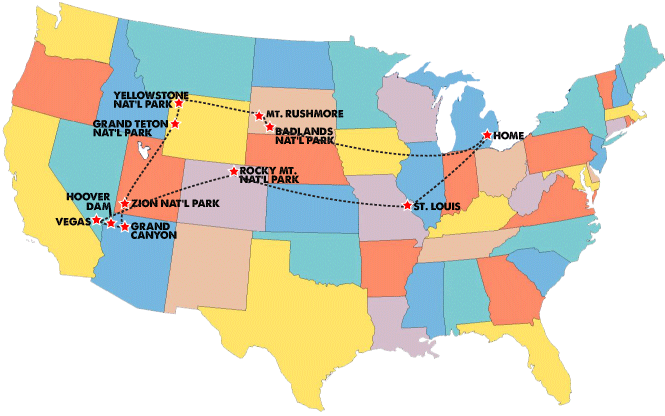 YELLOWSTONE
NAT'L PARK
GRAND TETON
NAT'L PARK
MT. RUSHMORE
BADLANDS
NAT'L PARK
HOME
ROCKY MT.
NAT'L PARK
HOOVER
DAM
ZION NAT'L PARK
ST. LOUIS
VEGAS
GRAND
CANYON